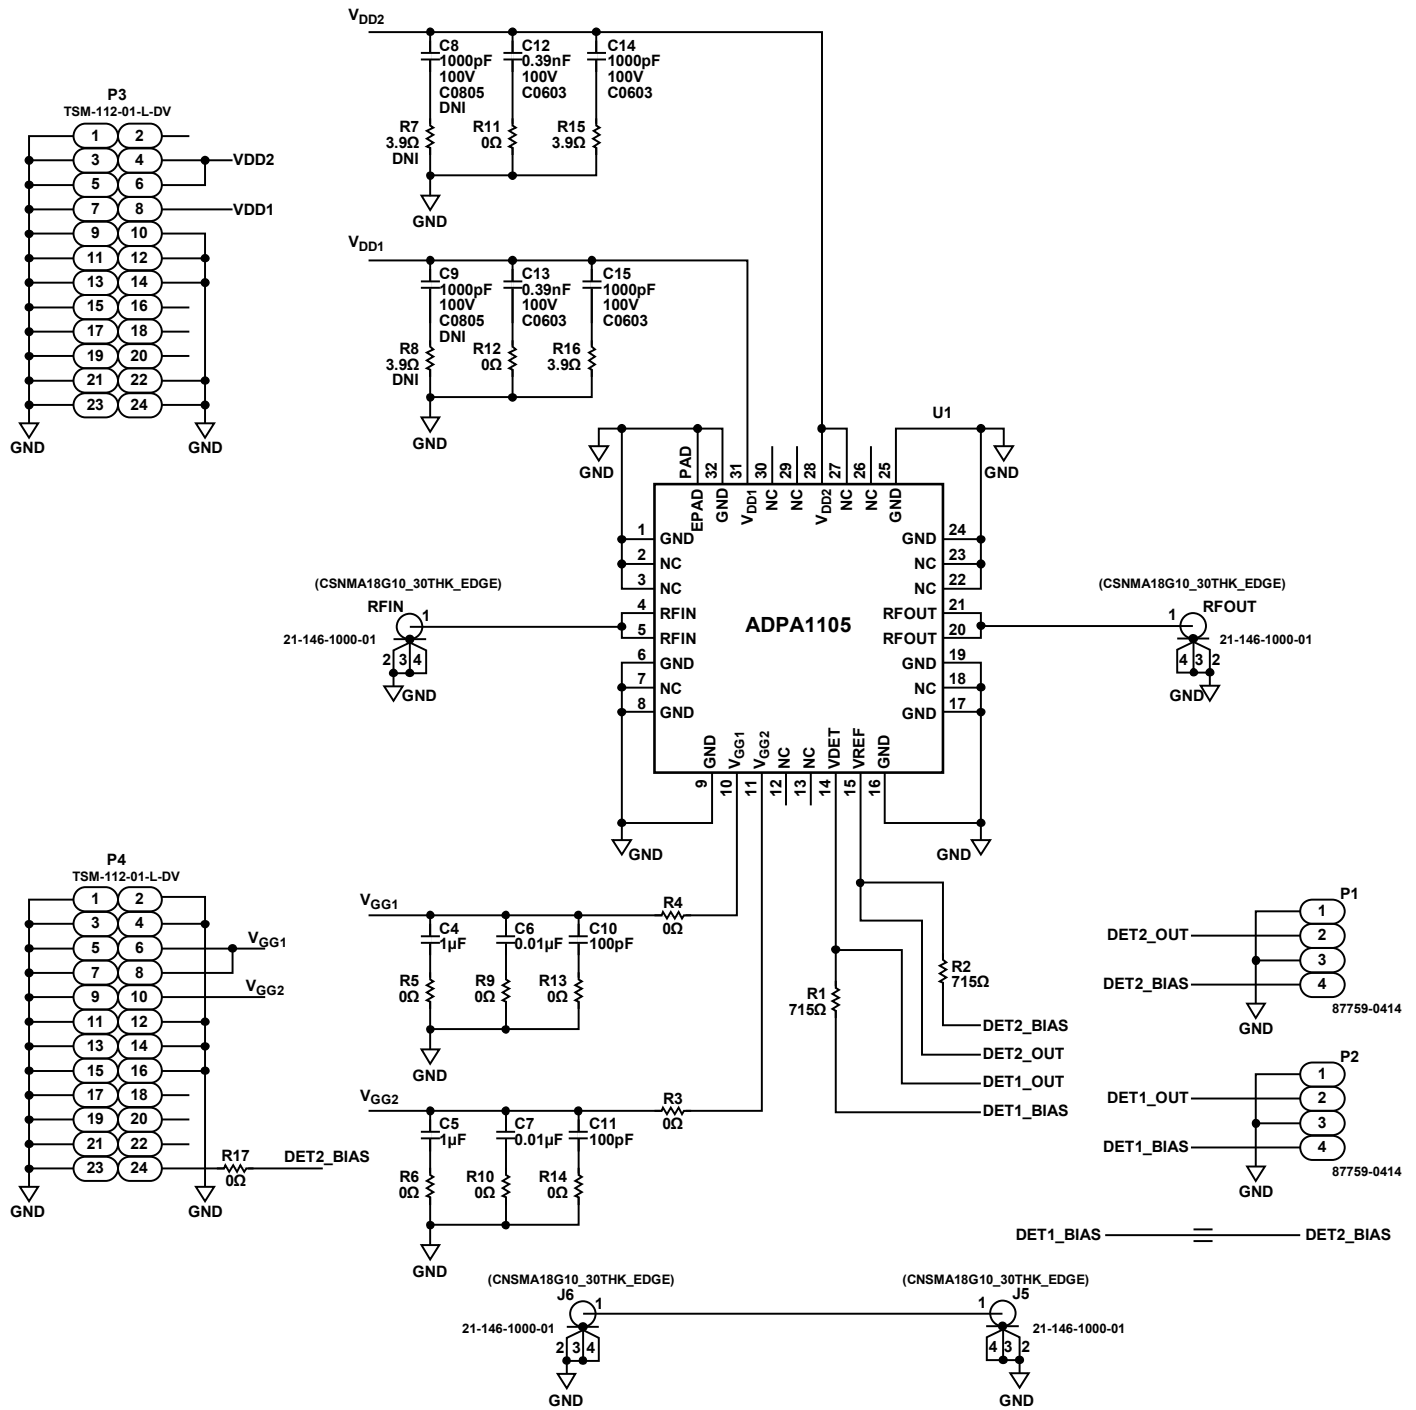 VDD2
C8
1000pF
100V
C0805
DNI
C12
0.39nF
100V
C0603
C14
1000pF
100V
C0603
R7
3.9Ω
DNI
R11
0Ω
R15
3.9Ω
GND
P3
TSM-112-01-L-DV
1 2
3 4 VDD2
5 6
7 8 VDD1
9 10
11 12
13 14
15 16
17 18
19 20
21 22
23 24
GND GND
VDD1
C9
1000pF
100V
C0805
DNI
C13
0.39nF
100V
C0603
C15
1000pF
100V
C0603
R8
3.9Ω
DNI
R12
0Ω
R16
3.9Ω
GND
U1
GND
GND
PAD 32 31 30 29 28 27 26 25
EPAD GND VDD1 NC NC VDD2 NC NC GND
1 GND
2 NC
3 NC
4 RFIN
5 RFIN
6 GND
7 NC
8 GND
ADPA1105
GND 24
NC 23
NC 22
RFOUT 21
RFOUT 20
GND 19
NC 18
GND 17
GND VGG1 VGG2 NC NC VDET VREF GND
9 10 11 12 13 14 15 16
GND
GND
(CSNMA18G10_30THK_EDGE)
RFIN
1
21-146-1000-01
2 3 4
GND
(CSNMA18G10_30THK_EDGE)
1
RFOUT
21-146-1000-01
4 3 2
GND
P4
TSM-112-01-L-DV
1 2
3 4
5 6 VGG1
7 8
9 10 VGG2
11 12
13 14
15 16
17 18
19 20
21 22
23 24
R17
0Ω
DET2_BIAS
GND GND
VGG1
R4
0Ω
C4
1µF
C6
0.01µF
C10
100pF
R5
0Ω
R9
0Ω
R13
0Ω
GND
VGG2
R3
0Ω
C5
1µF
C7
0.01µF
C11
100pF
R6
0Ω
R10
0Ω
R14
0Ω
GND
R1
715Ω
R2
715Ω
DET2_BIAS
DET2_OUT
DET1_OUT
DET1_BIAS
P1
1
DET2_OUT 2
3
DET2_BIAS 4
87759-0414
GND
P2
1
DET1_OUT 2
3
DET1_BIAS 4
87759-0414
GND
DET1_BIAS DET2_BIAS
(CNSMA18G10_30THK_EDGE)
J6
1
21-146-1000-01
2 3 4
GND
(CNSMA18G10_30THK_EDGE)
J5
1
21-146-1000-01
4 3 2
GND